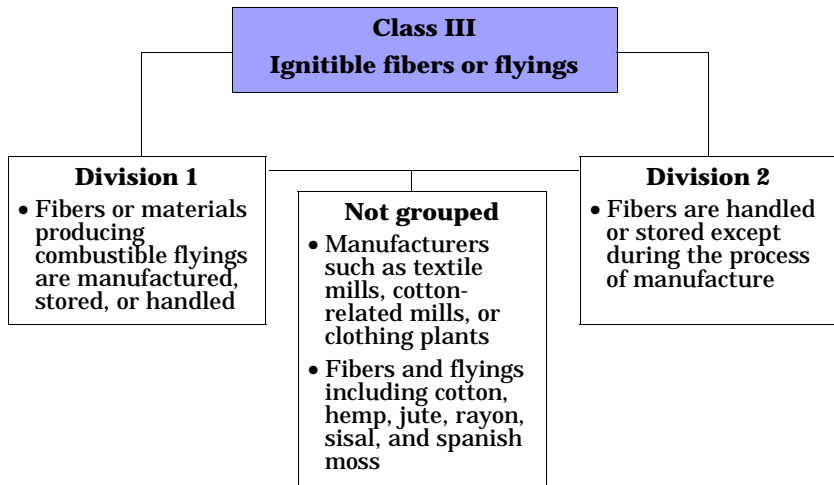 Class III
Ignitible fibers or flyings
Division 1
• Fibers or materials
producing
combustible flyings
are manufactured,
stored, or handled
Not grouped
• Manufacturers
such as textile
mills, cotton-
related mills, or
clothing plants
• Fibers and flyings
including cotton,
hemp, jute, rayon,
sisal, and spanish
moss
Division 2
• Fibers are handled
or stored except
during the process
of manufacture